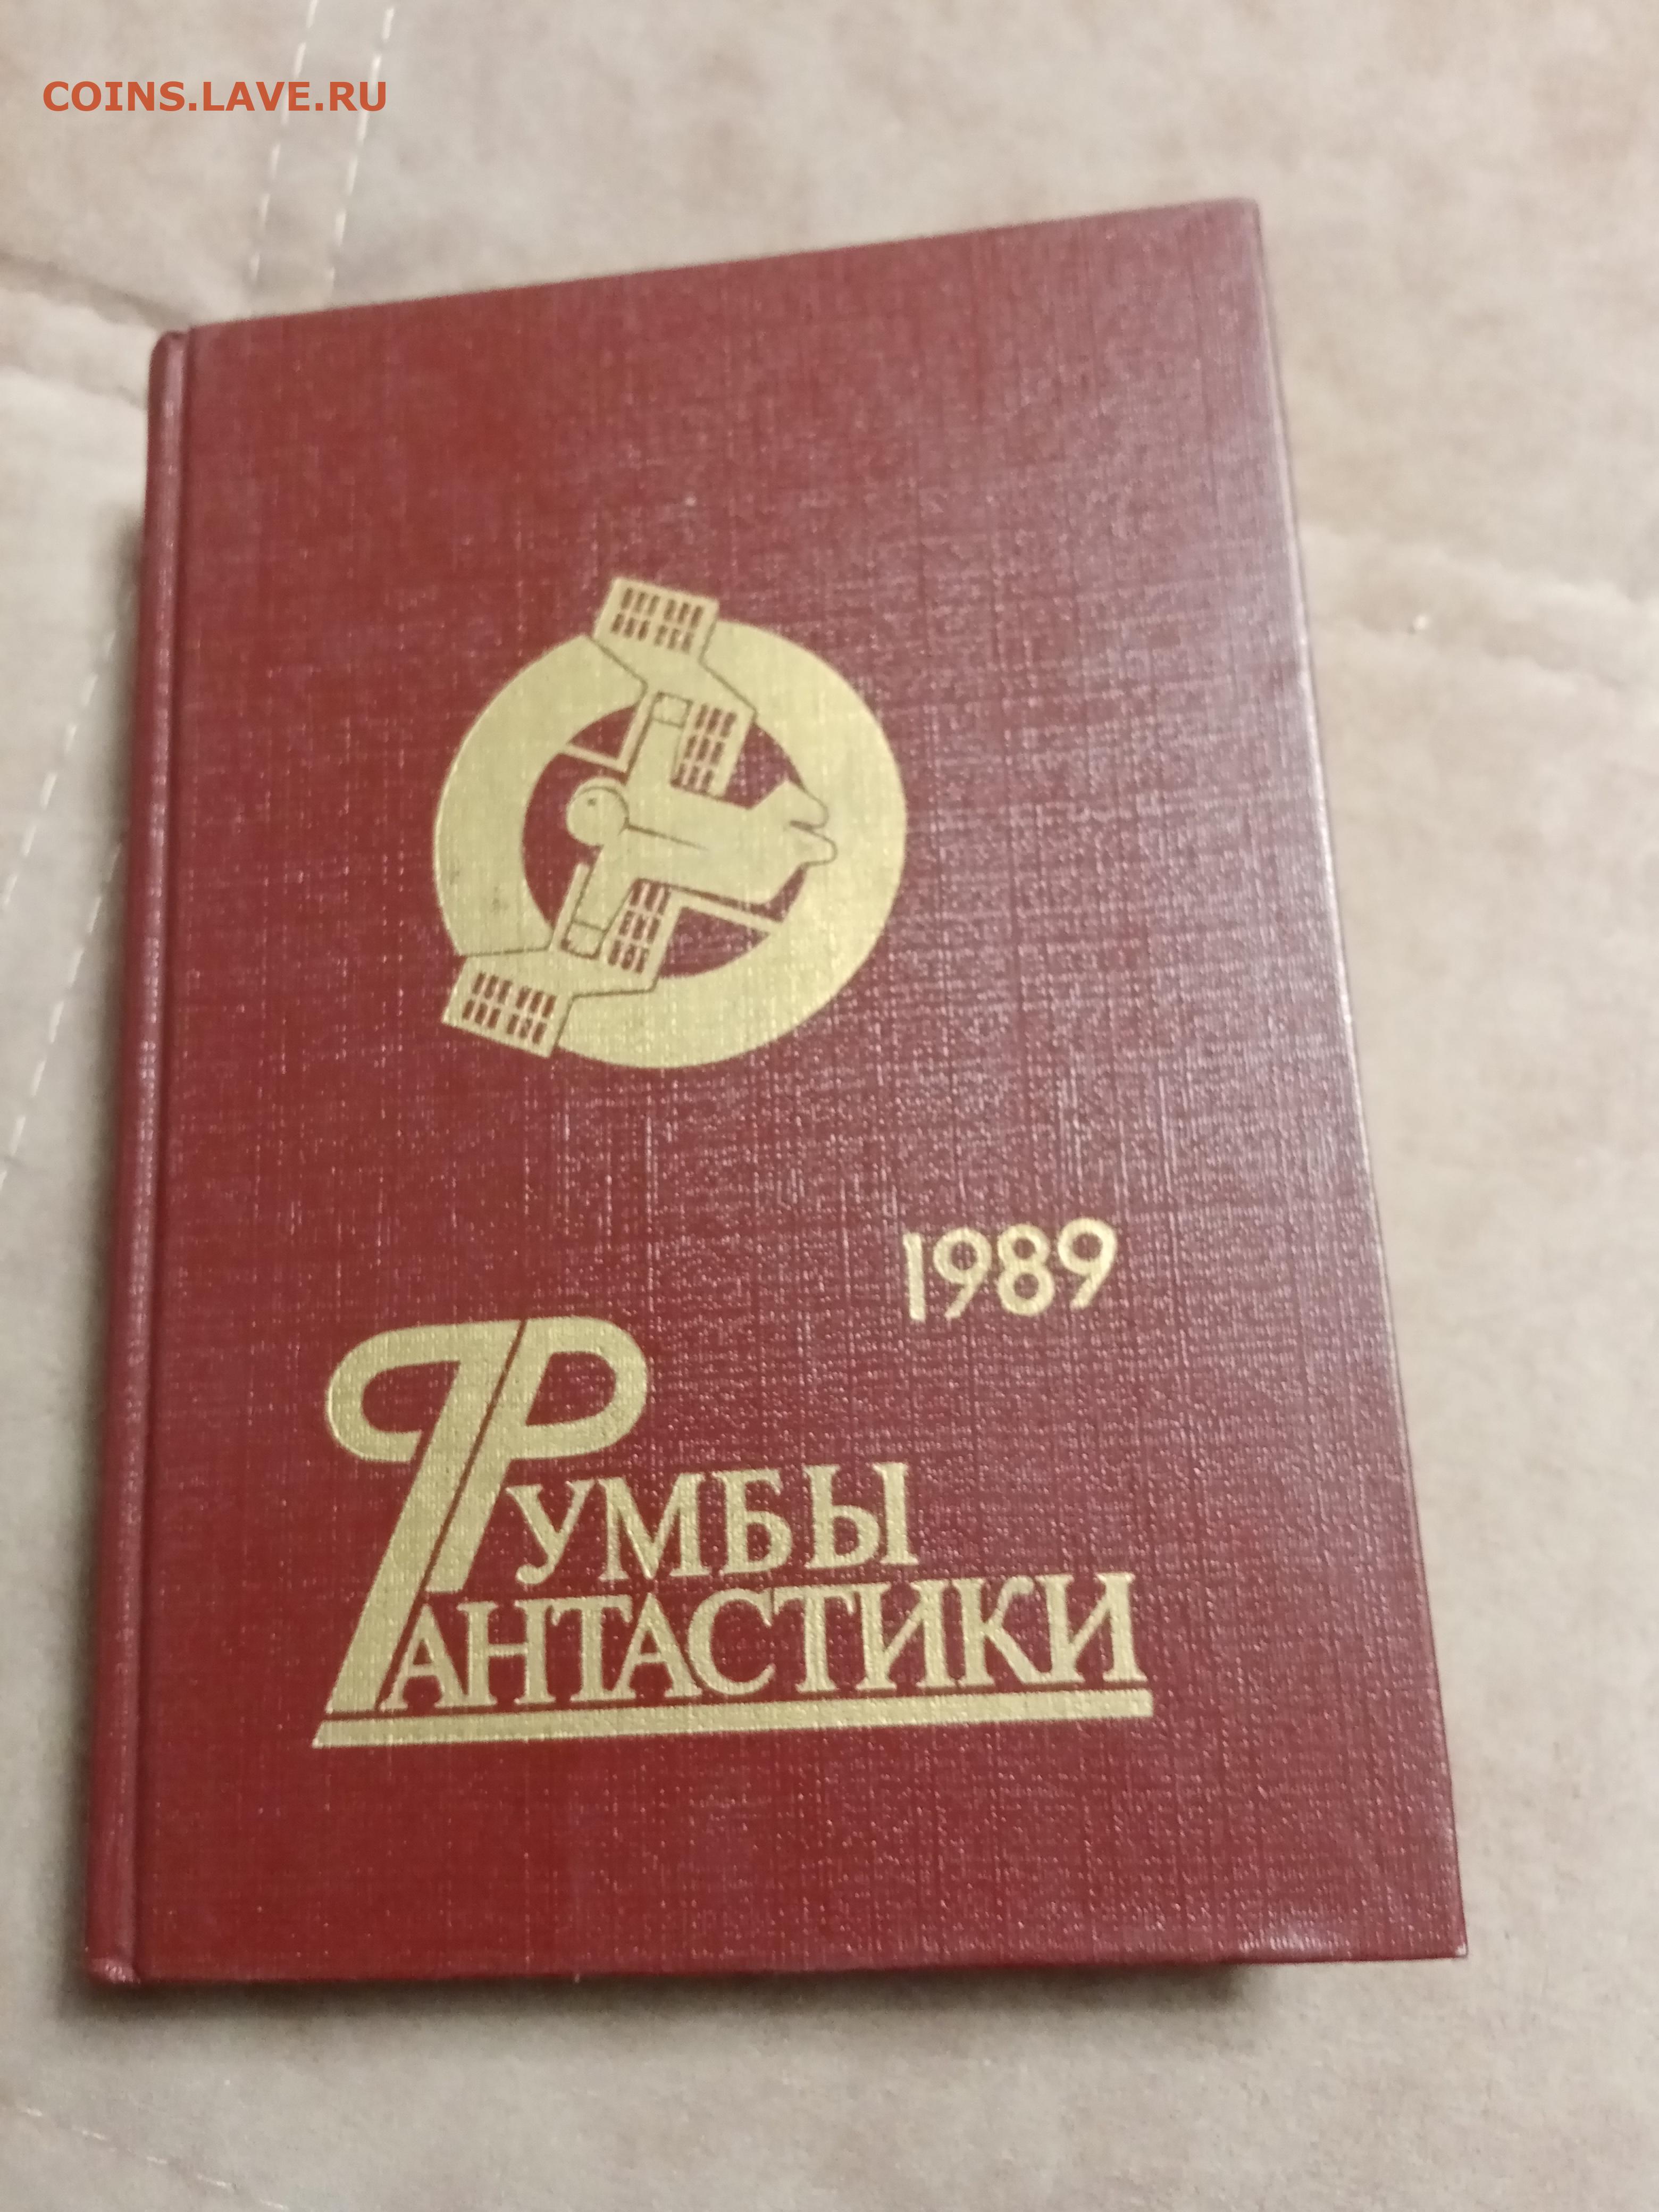 COINS.LAVE.RU
1989
РУМБЫ
ФАНТАСТИКИ